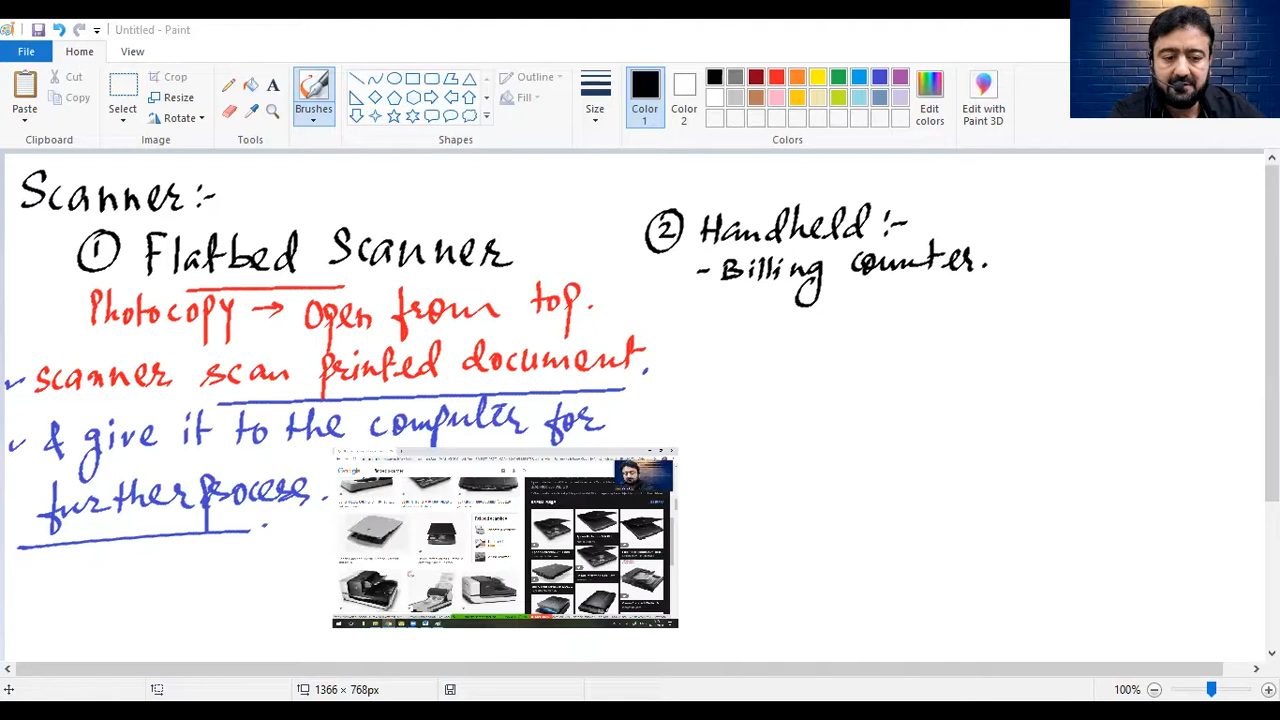 Untitled - Paint
File Home View
Paste
Cut
Copy
Clipboard
Select
Crop
Resize
Rotate
Image
Tools
Brushes
Shapes
Outline
Fill
Size
Color 1
Color 2
Colors
Edit colors
Edit with Paint 3D
Scanner :-
① Flatbed Scanner
Photocopy → open from top.
scanner scan printed document.
& give it to the computer for
further process.
② Handheld :-
- Billing counter.
Google
1366 × 768px
100%